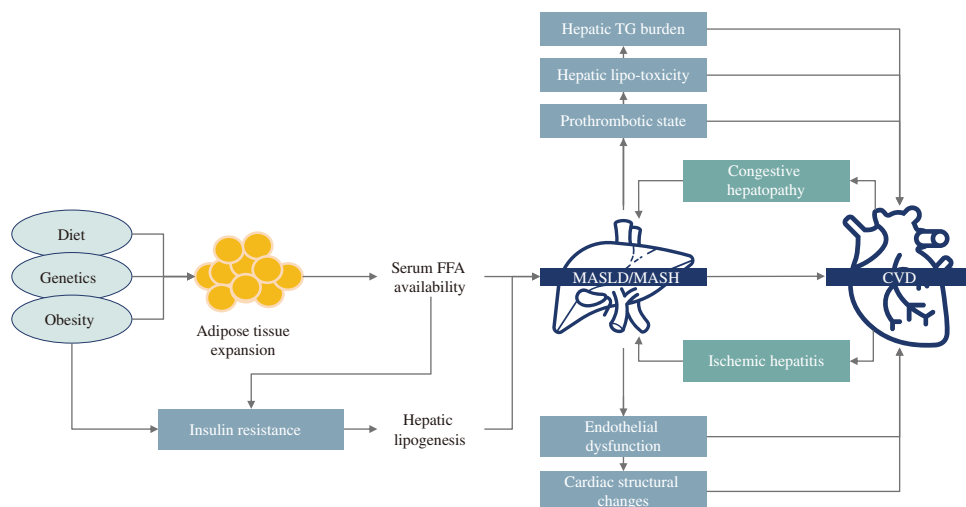 Hepatic TG burden
Hepatic lipo-toxicity
Prothrombotic state
Congestive
hepatopathy
Diet
Genetics
Obesity
Adipose tissue
expansion
Serum FFA
availability
MASLD/MASH
CVD
Ischemic hepatitis
Insulin resistance
Hepatic
lipogenesis
Endothelial
dysfunction
Cardiac structural
changes